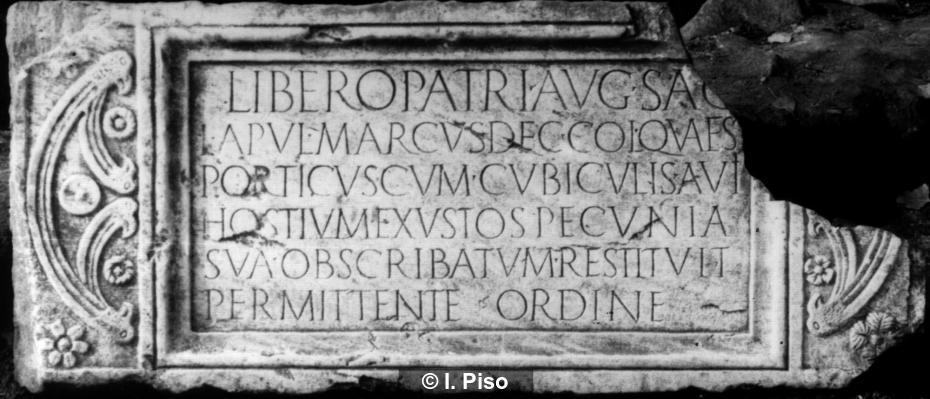 LIBERO PATRI·AVG·SAC
L·APVL·MARCVS DEC COL QVAES
PORTICVS CVM·CVBICVLIS A VI
HOSTIVM EXVSTOS PECVNIA
SVA·OB SCRIBATVM·RESTITVIT
PERMITTENTE ORDINE
© I. Piso